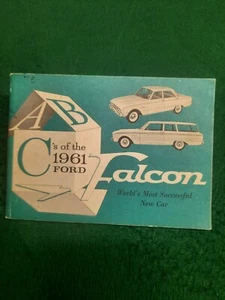 A
B
C's of the
1961
FORD
Falcon
World's Most Successful
New Car